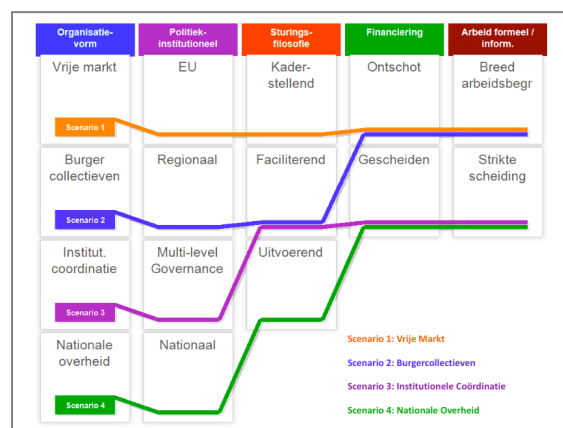 Organisatie-
vorm
Politiek-
institutioneel
Sturings-
filosofie
Financiering
Arbeid formeel /
inform.
Vrije markt
EU
Kader-
stellend
Ontschot
Breed
arbeidsbegr
Scenario 1
Burger
collectieven
Regionaal
Faciliterend
Gescheiden
Strikte
scheiding
Scenario 2
Institut.
coordinatie
Multi-level
Governance
Uitvoerend
Scenario 3
Nationale
overheid
Nationaal
Scenario 4
Scenario 1: Vrije Markt
Scenario 2: Burgercollectieven
Scenario 3: Institutionele Coördinatie
Scenario 4: Nationale Overheid